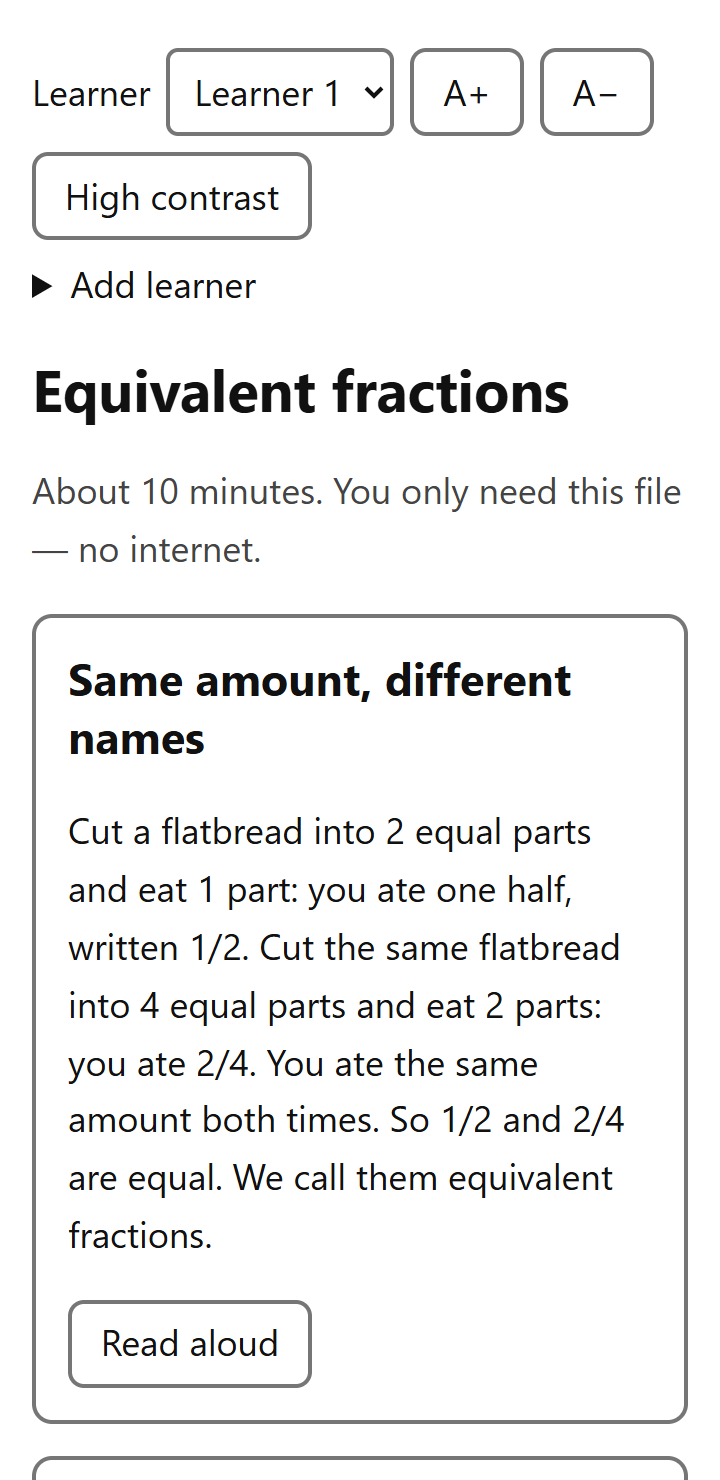 Learner Learner 1 A+ A−
High contrast
Add learner
Equivalent fractions
About 10 minutes. You only need this file
— no internet.
Same amount, different
names
Cut a flatbread into 2 equal parts
and eat 1 part: you ate one half,
written 1/2. Cut the same flatbread
into 4 equal parts and eat 2 parts:
you ate 2/4. You ate the same
amount both times. So 1/2 and 2/4
are equal. We call them equivalent
fractions.
Read aloud